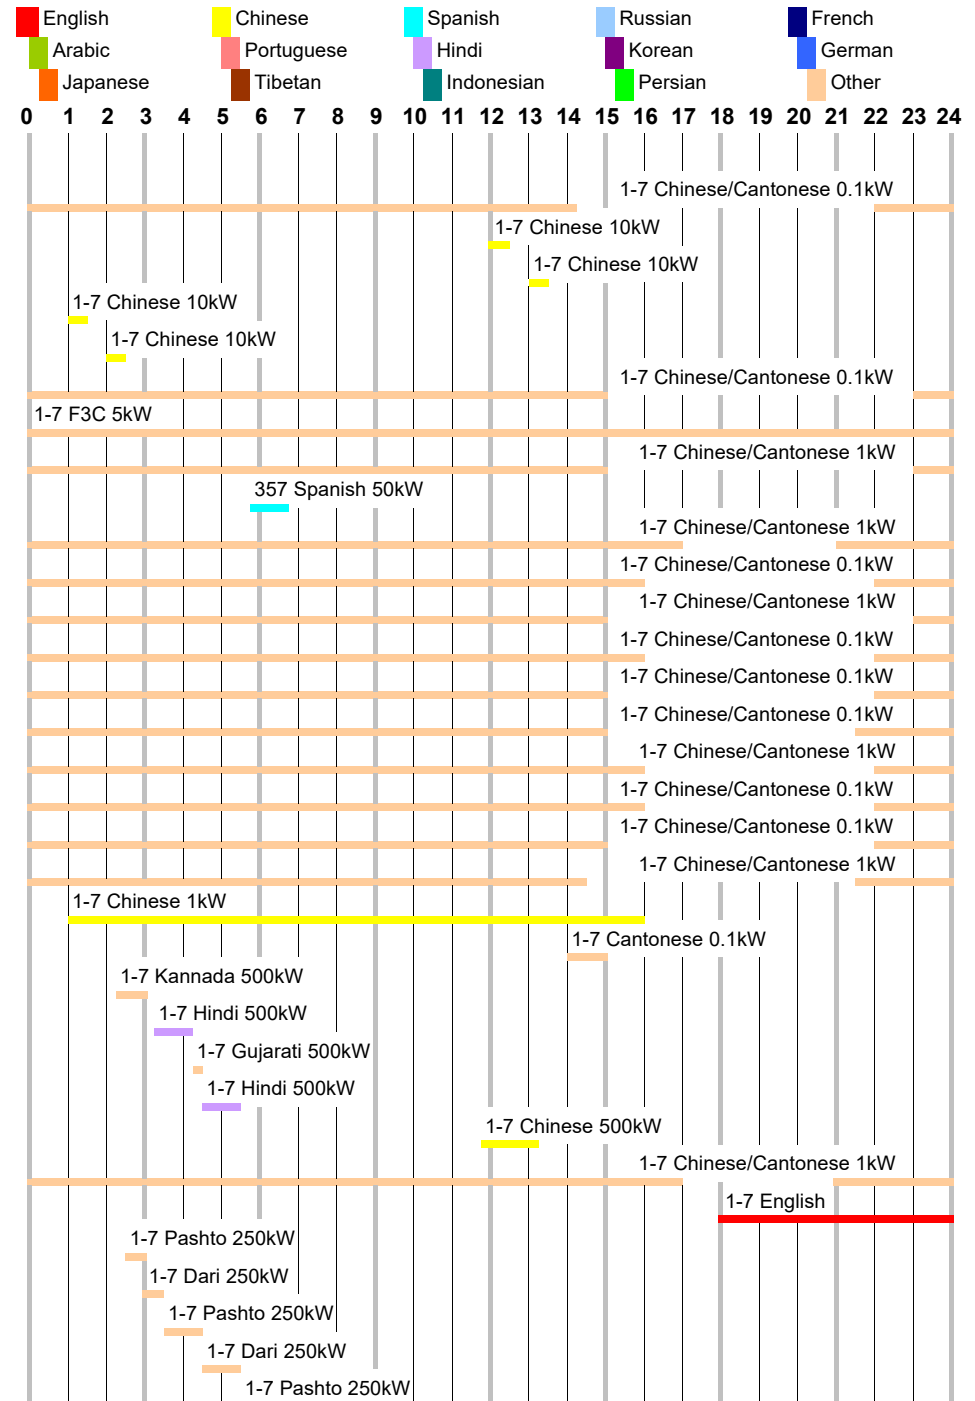 English Chinese Spanish Russian French
Arabic Portuguese Hindi Korean German
Japanese Tibetan Indonesian Persian Other
0 1 2 3 4 5 6 7 8 9 10 11 12 13 14 15 16 17 18 19 20 21 22 23 24
1-7 Chinese/Cantonese 0.1kW
1-7 Chinese 10kW
1-7 Chinese 10kW
1-7 Chinese 10kW
1-7 Chinese 10kW
1-7 Chinese/Cantonese 0.1kW
1-7 F3C 5kW
1-7 Chinese/Cantonese 1kW
357 Spanish 50kW
1-7 Chinese/Cantonese 1kW
1-7 Chinese/Cantonese 0.1kW
1-7 Chinese/Cantonese 1kW
1-7 Chinese/Cantonese 0.1kW
1-7 Chinese/Cantonese 0.1kW
1-7 Chinese/Cantonese 0.1kW
1-7 Chinese/Cantonese 1kW
1-7 Chinese/Cantonese 0.1kW
1-7 Chinese/Cantonese 0.1kW
1-7 Chinese/Cantonese 1kW
1-7 Chinese 1kW
1-7 Cantonese 0.1kW
1-7 Kannada 500kW
1-7 Hindi 500kW
1-7 Gujarati 500kW
1-7 Hindi 500kW
1-7 Chinese 500kW
1-7 Chinese/Cantonese 1kW
1-7 English
1-7 Pashto 250kW
1-7 Dari 250kW
1-7 Pashto 250kW
1-7 Dari 250kW
1-7 Pashto 250kW